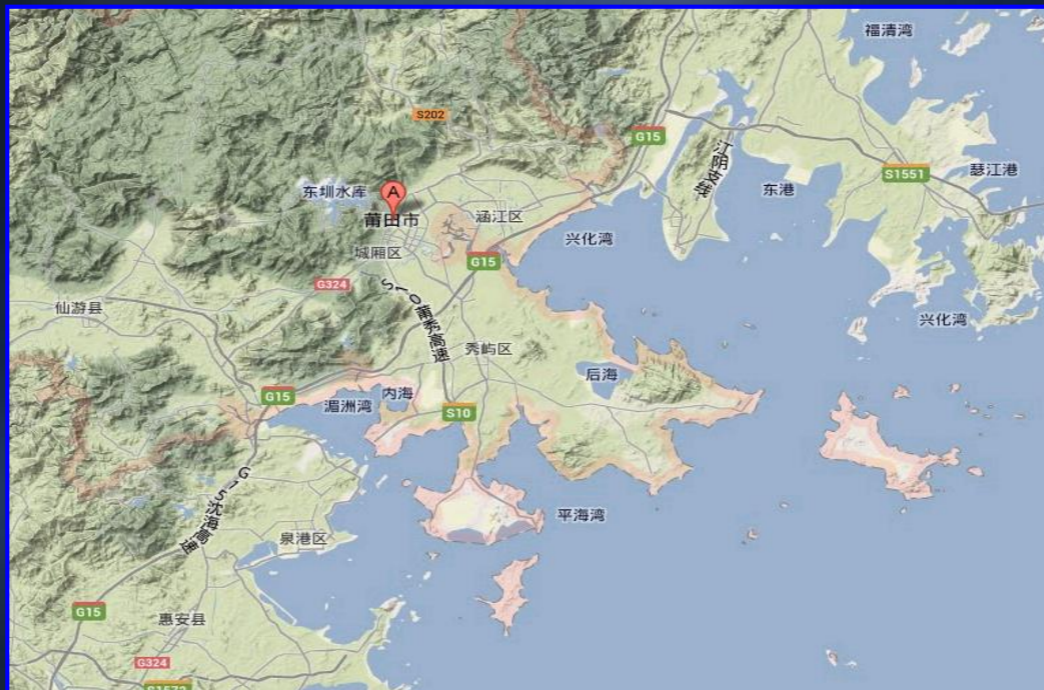 福清湾
S202
G15
江阴支线
东圳水库
A
东港
S1551
瑟江港
莆田市
涵江区
兴化湾
城厢区
G15
G324
S10莆秀高速
仙游县
兴化湾
秀屿区
后海
G15
内海
湄洲湾
S10
G15沈海高速
平海湾
泉港区
G15
惠安县
G324
S1572